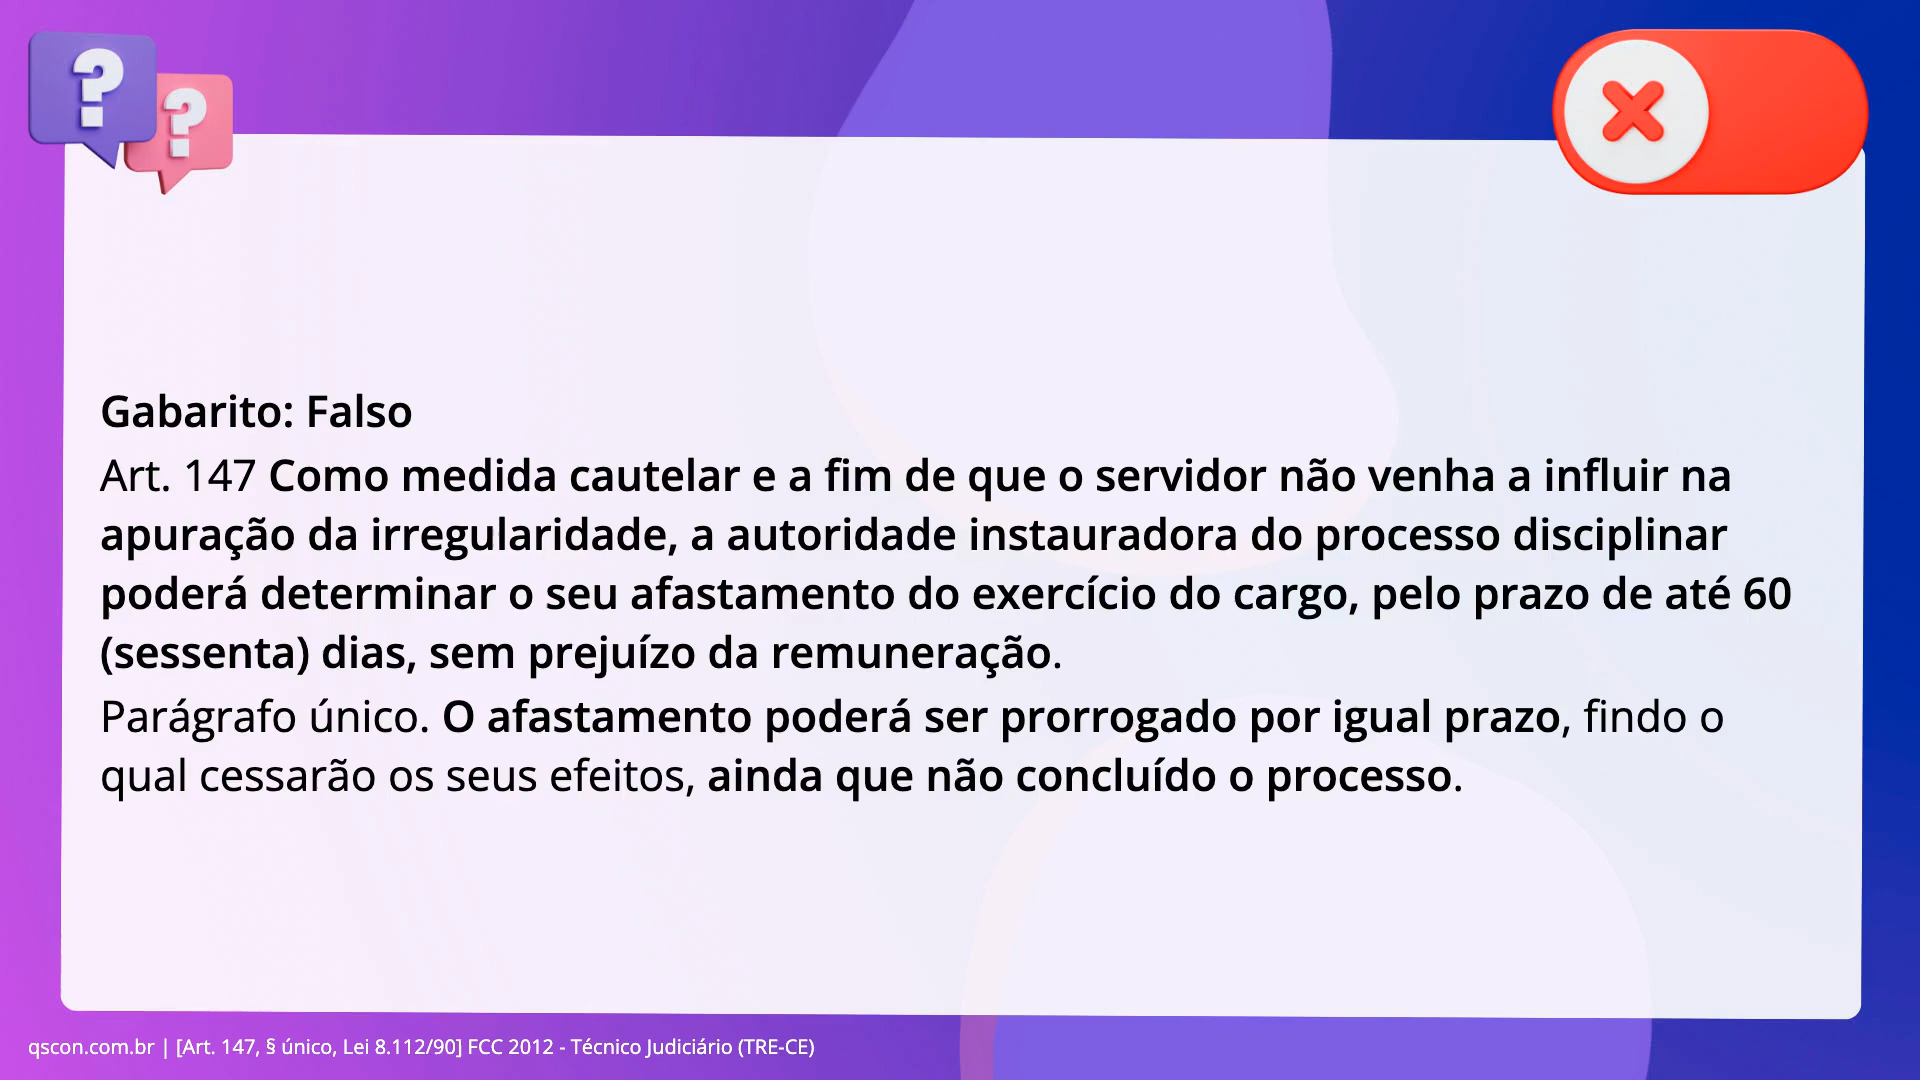 Gabarito: Falso
Art. 147 Como medida cautelar e a fim de que o servidor não venha a influir na
apuração da irregularidade, a autoridade instauradora do processo disciplinar
poderá determinar o seu afastamento do exercício do cargo, pelo prazo de até 60
(sessenta) dias, sem prejuízo da remuneração.
Parágrafo único. O afastamento poderá ser prorrogado por igual prazo, findo o
qual cessarão os seus efeitos, ainda que não concluído o processo.
qscon.com.br | [Art. 147, § único, Lei 8.112/90] FCC 2012 - Técnico Judiciário (TRE-CE)